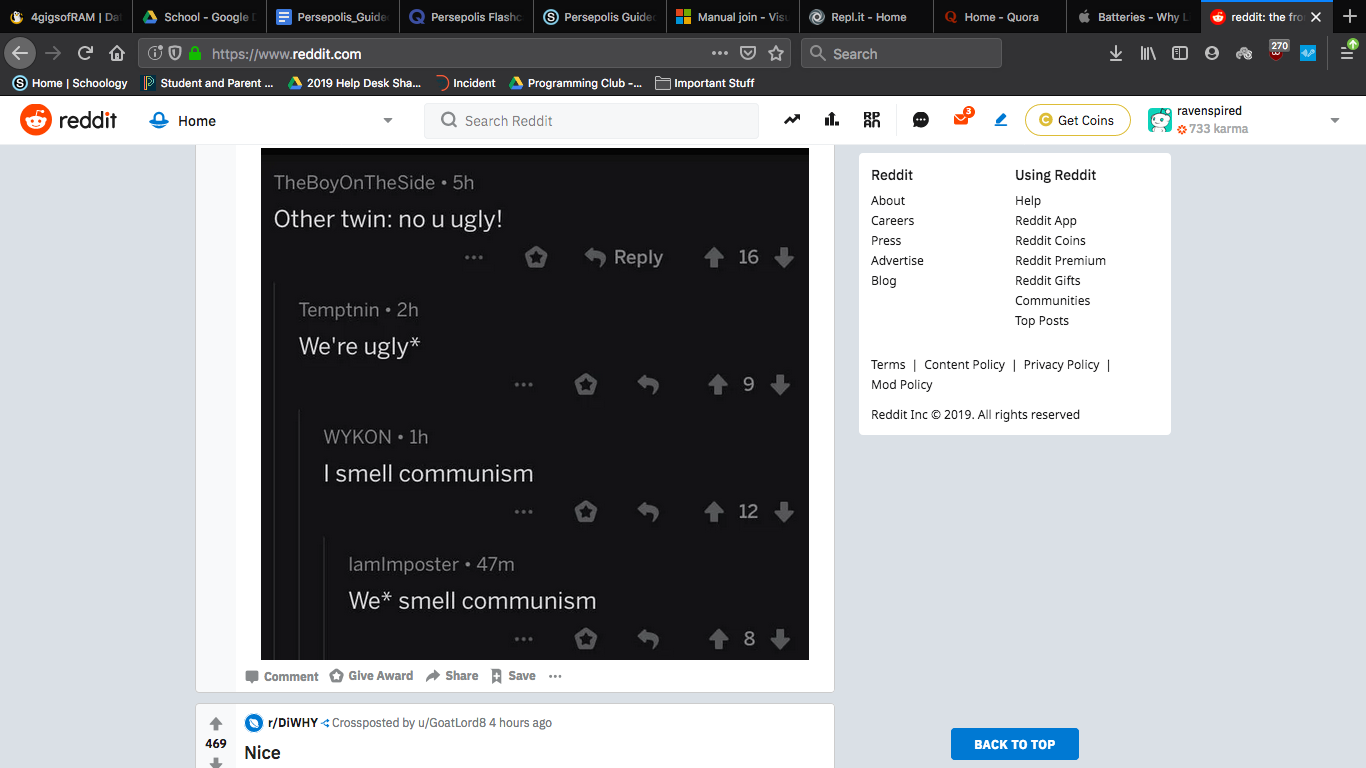 4gigsofRAM | Dat
School - Google D
Persepolis_Guide
Persepolis Flashc
Persepolis Guided
Manual join - Visu
Repl.it - Home
Home - Quora
Batteries - Why L
reddit: the fro
https://www.reddit.com
Search
270
Home | Schoology
Student and Parent ...
2019 Help Desk Sha...
Incident
Programming Club -...
Important Stuff
reddit
Home
Search Reddit
3
Get Coins
ravenspired
733 karma
TheBoyOnTheSide • 5h
Other twin: no u ugly!
Reply
16
Temptnin • 2h
We're ugly*
9
WYKON • 1h
I smell communism
12
IamImposter • 47m
We* smell communism
8
Comment
Give Award
Share
Save
r/DiWHY
Crossposted by u/GoatLord8 4 hours ago
469
Nice
Reddit
About
Careers
Press
Advertise
Blog
Using Reddit
Help
Reddit App
Reddit Coins
Reddit Premium
Reddit Gifts
Communities
Top Posts
Terms | Content Policy | Privacy Policy |
Mod Policy
Reddit Inc © 2019. All rights reserved
BACK TO TOP